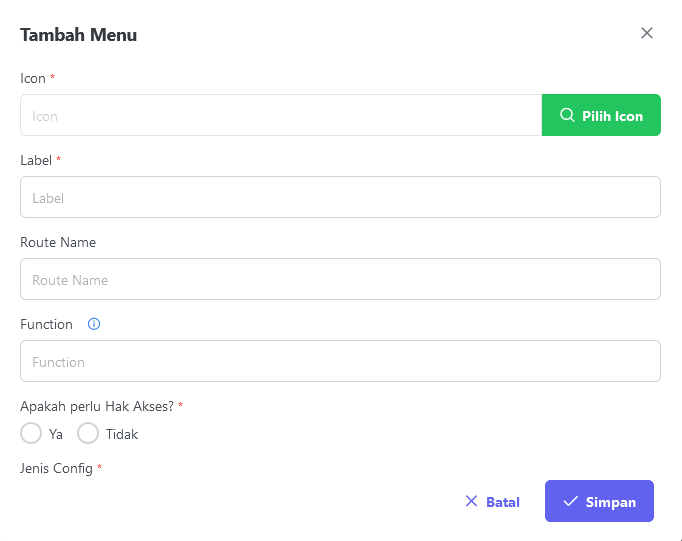 Tambah Menu
Icon *
Icon
Pilih Icon
Label *
Label
Route Name
Route Name
Function
Function
Apakah perlu Hak Akses? *
Ya Tidak
Jenis Config *
Batal Simpan